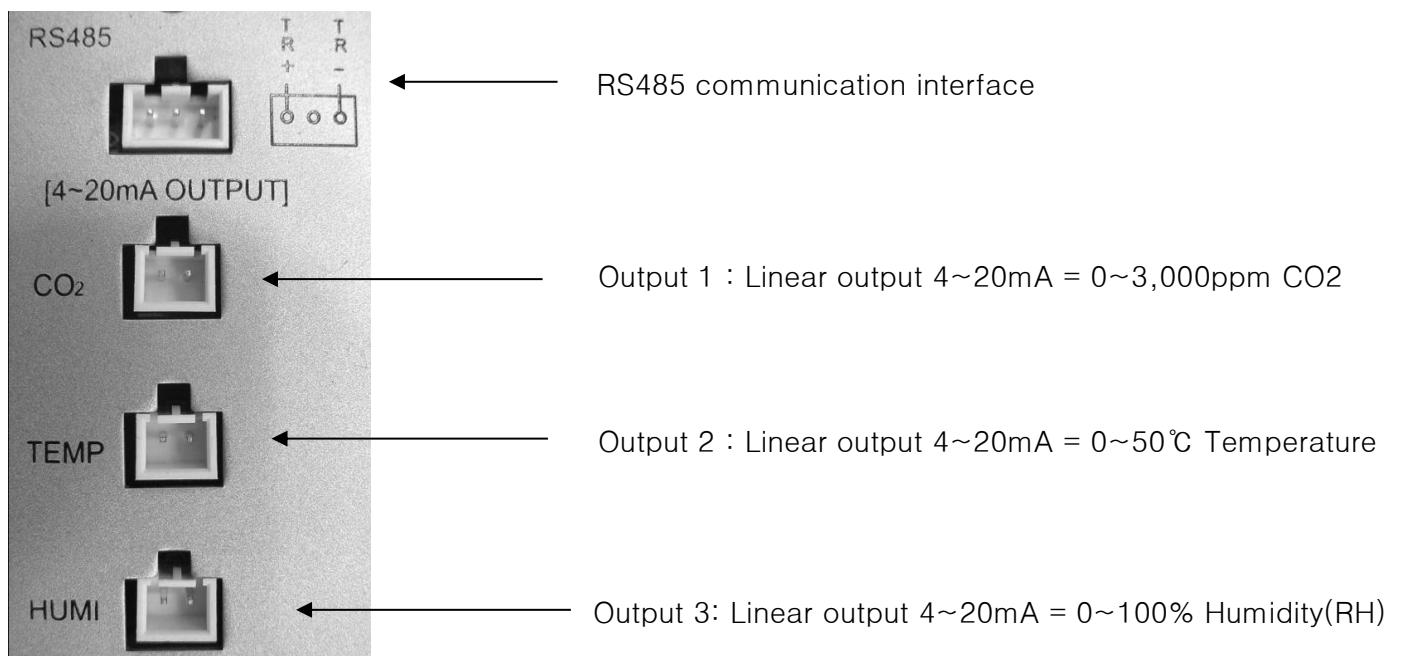 RS485
TR+
TR-
RS485 communication interface
[4~20mA OUTPUT]
CO₂
Output 1 : Linear output 4~20mA = 0~3,000ppm CO2
TEMP
Output 2 : Linear output 4~20mA = 0~50℃ Temperature
HUMI
Output 3: Linear output 4~20mA = 0~100% Humidity(RH)